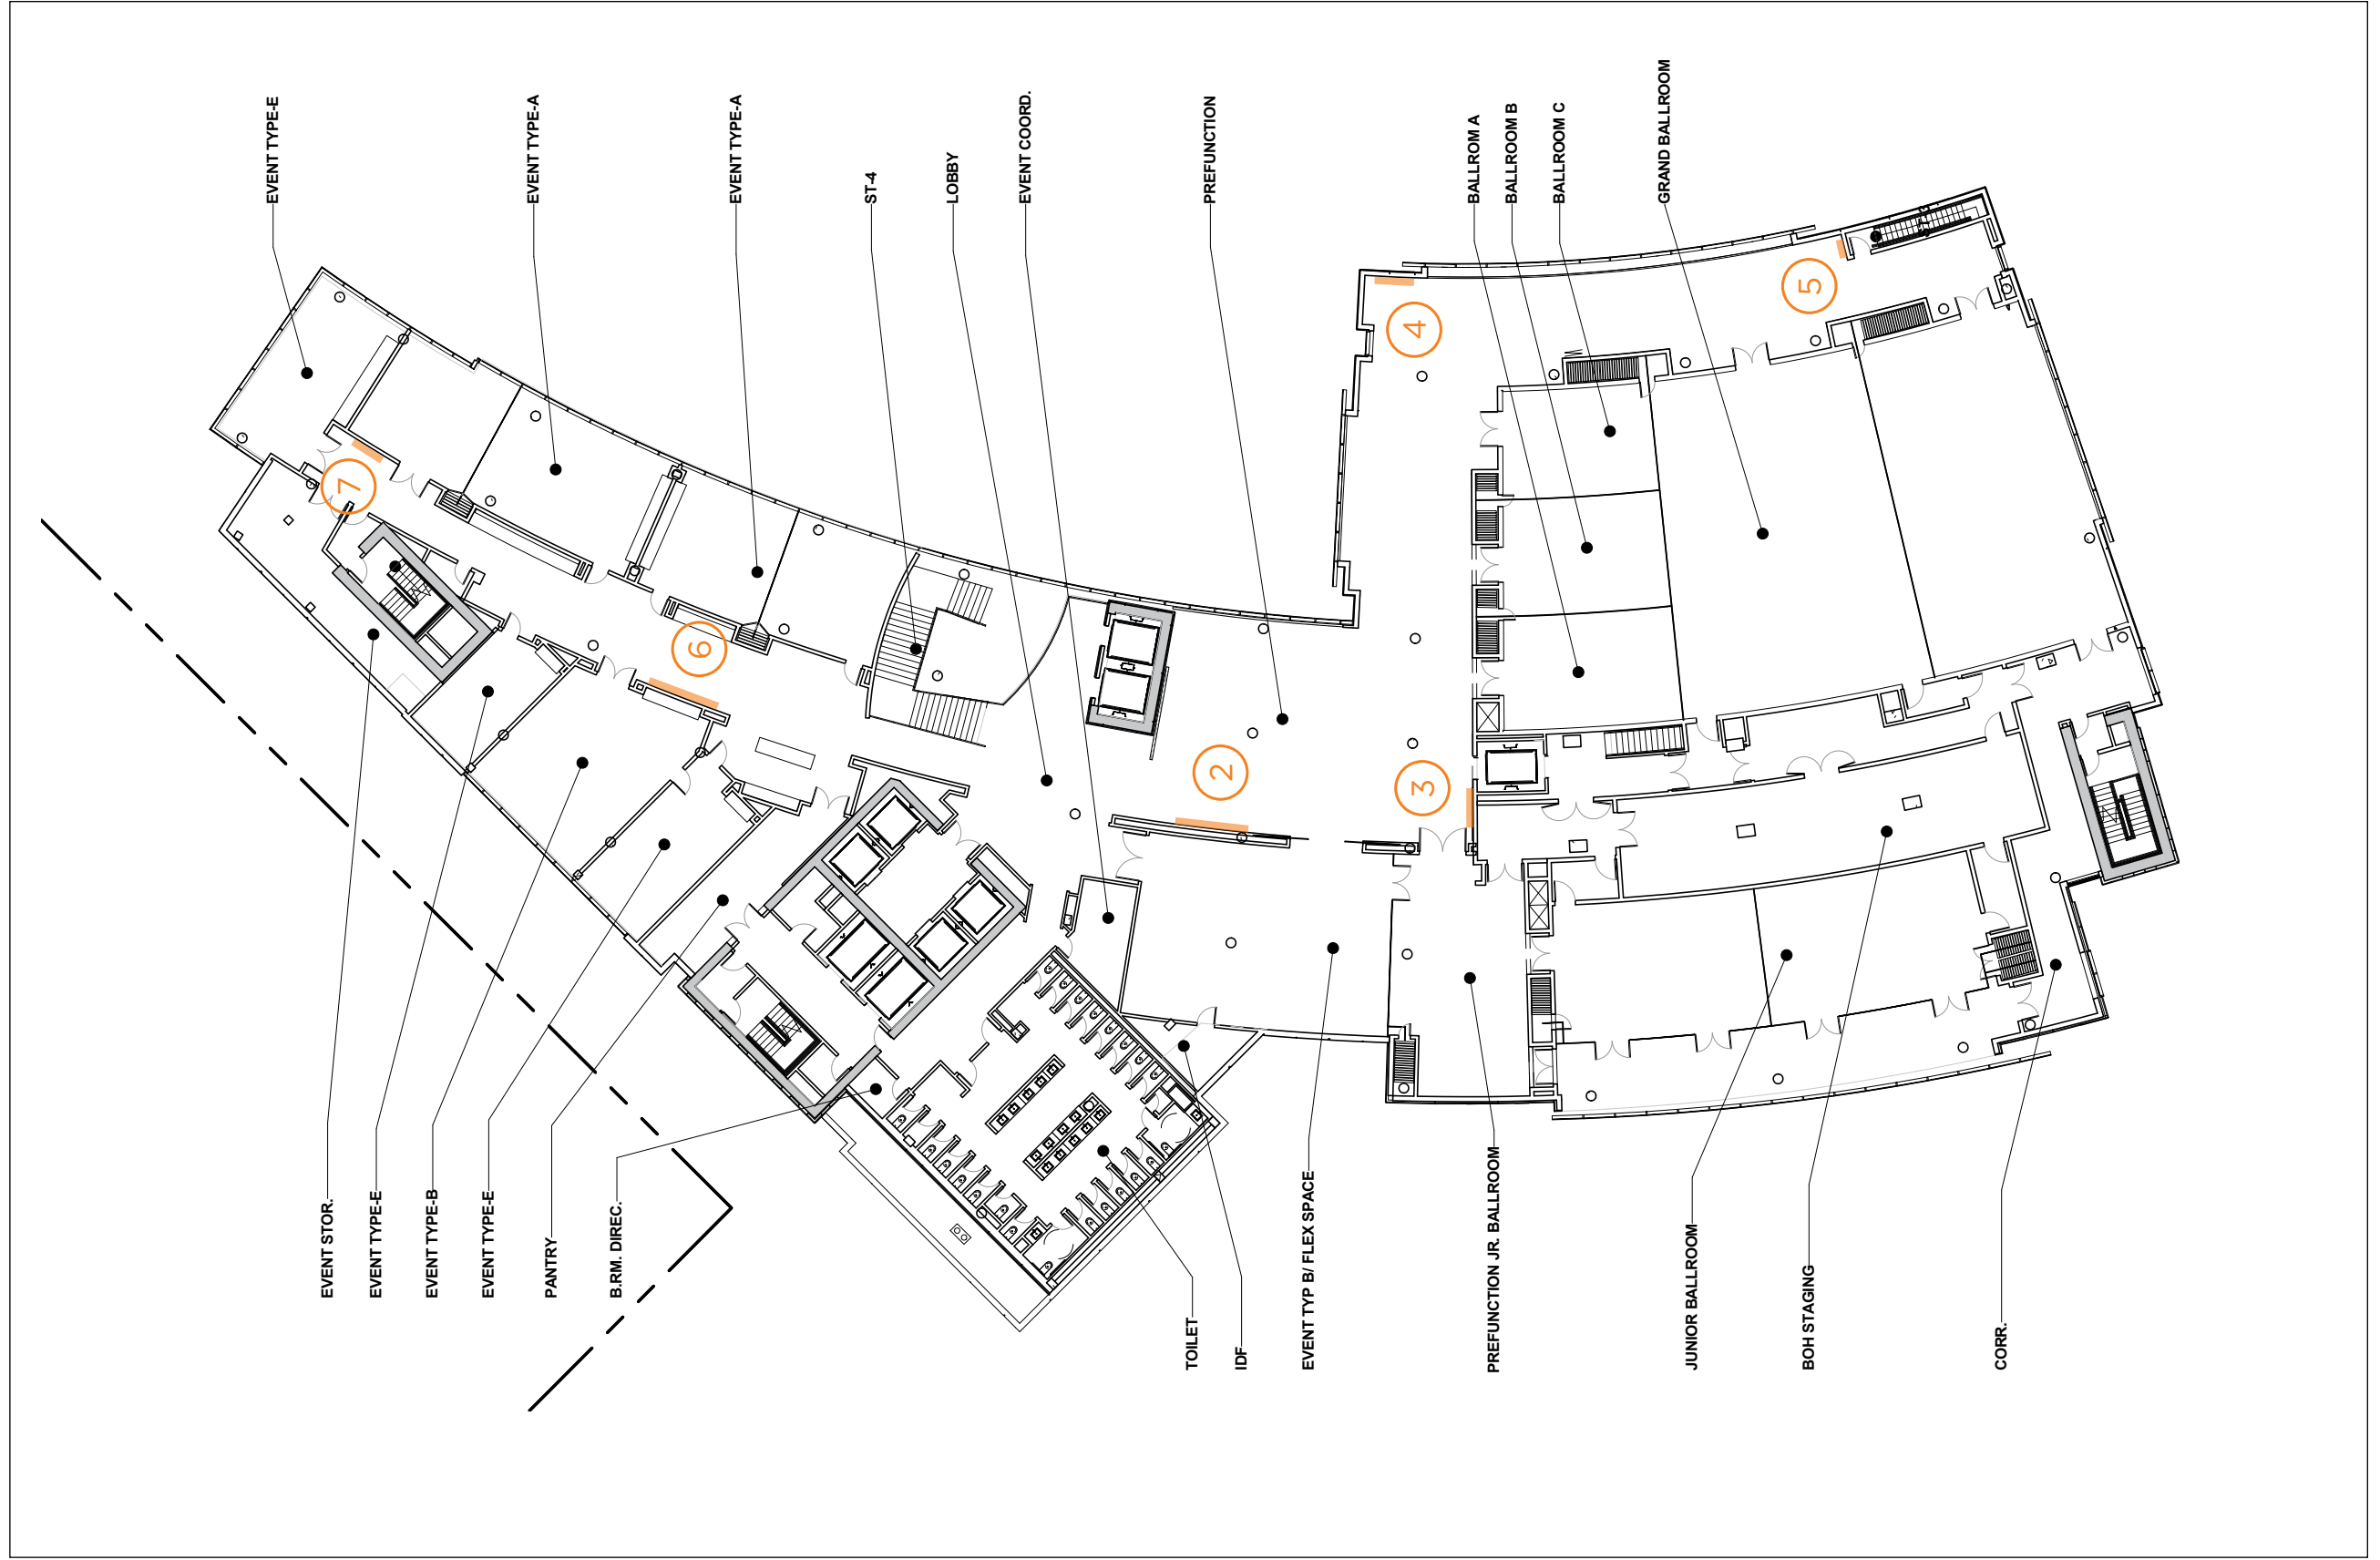 EVENT TYPE-E
EVENT TYPE-A
EVENT TYPE-A
ST-4
LOBBY
EVENT COORD.
PREFUNCTION
BALLROM A
BALLROOM B
BALLROOM C
GRAND BALLROOM
7
6
2
3
4
5
EVENT STOR.
EVENT TYPE-E
EVENT TYPE-B
EVENT TYPE-E
PANTRY
B.RM. DIREC.
TOILET
IDF
EVENT TYP B/ FLEX SPACE
PREFUNCTION JR. BALLROOM
JUNIOR BALLROOM
BOH STAGING
CORR.